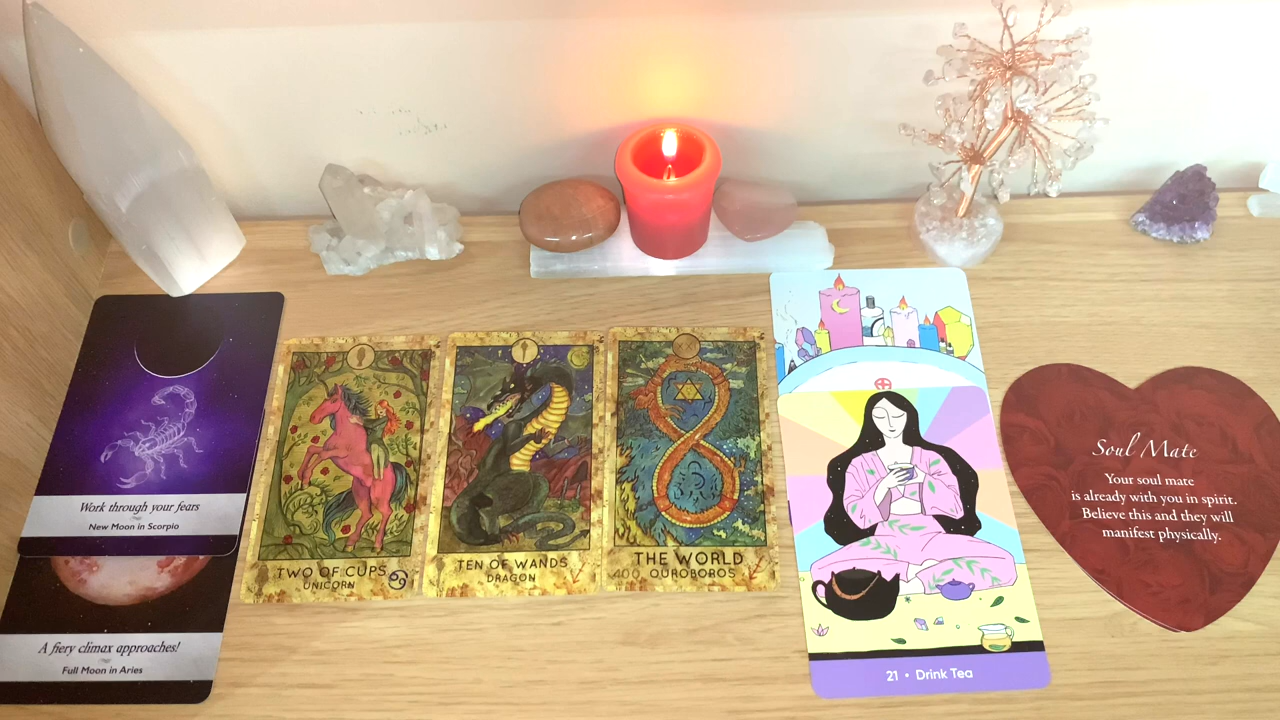 Work through your fears
New Moon in Scorpio
A fiery climax approaches!
Full Moon in Aries
TWO OF CUPS
UNICORN
TEN OF WANDS
DRAGON
THE WORLD
OUROBOROS
21 • Drink Tea
Soul Mate
Your soul mate
is already with you in spirit.
Believe this and they will
manifest physically.